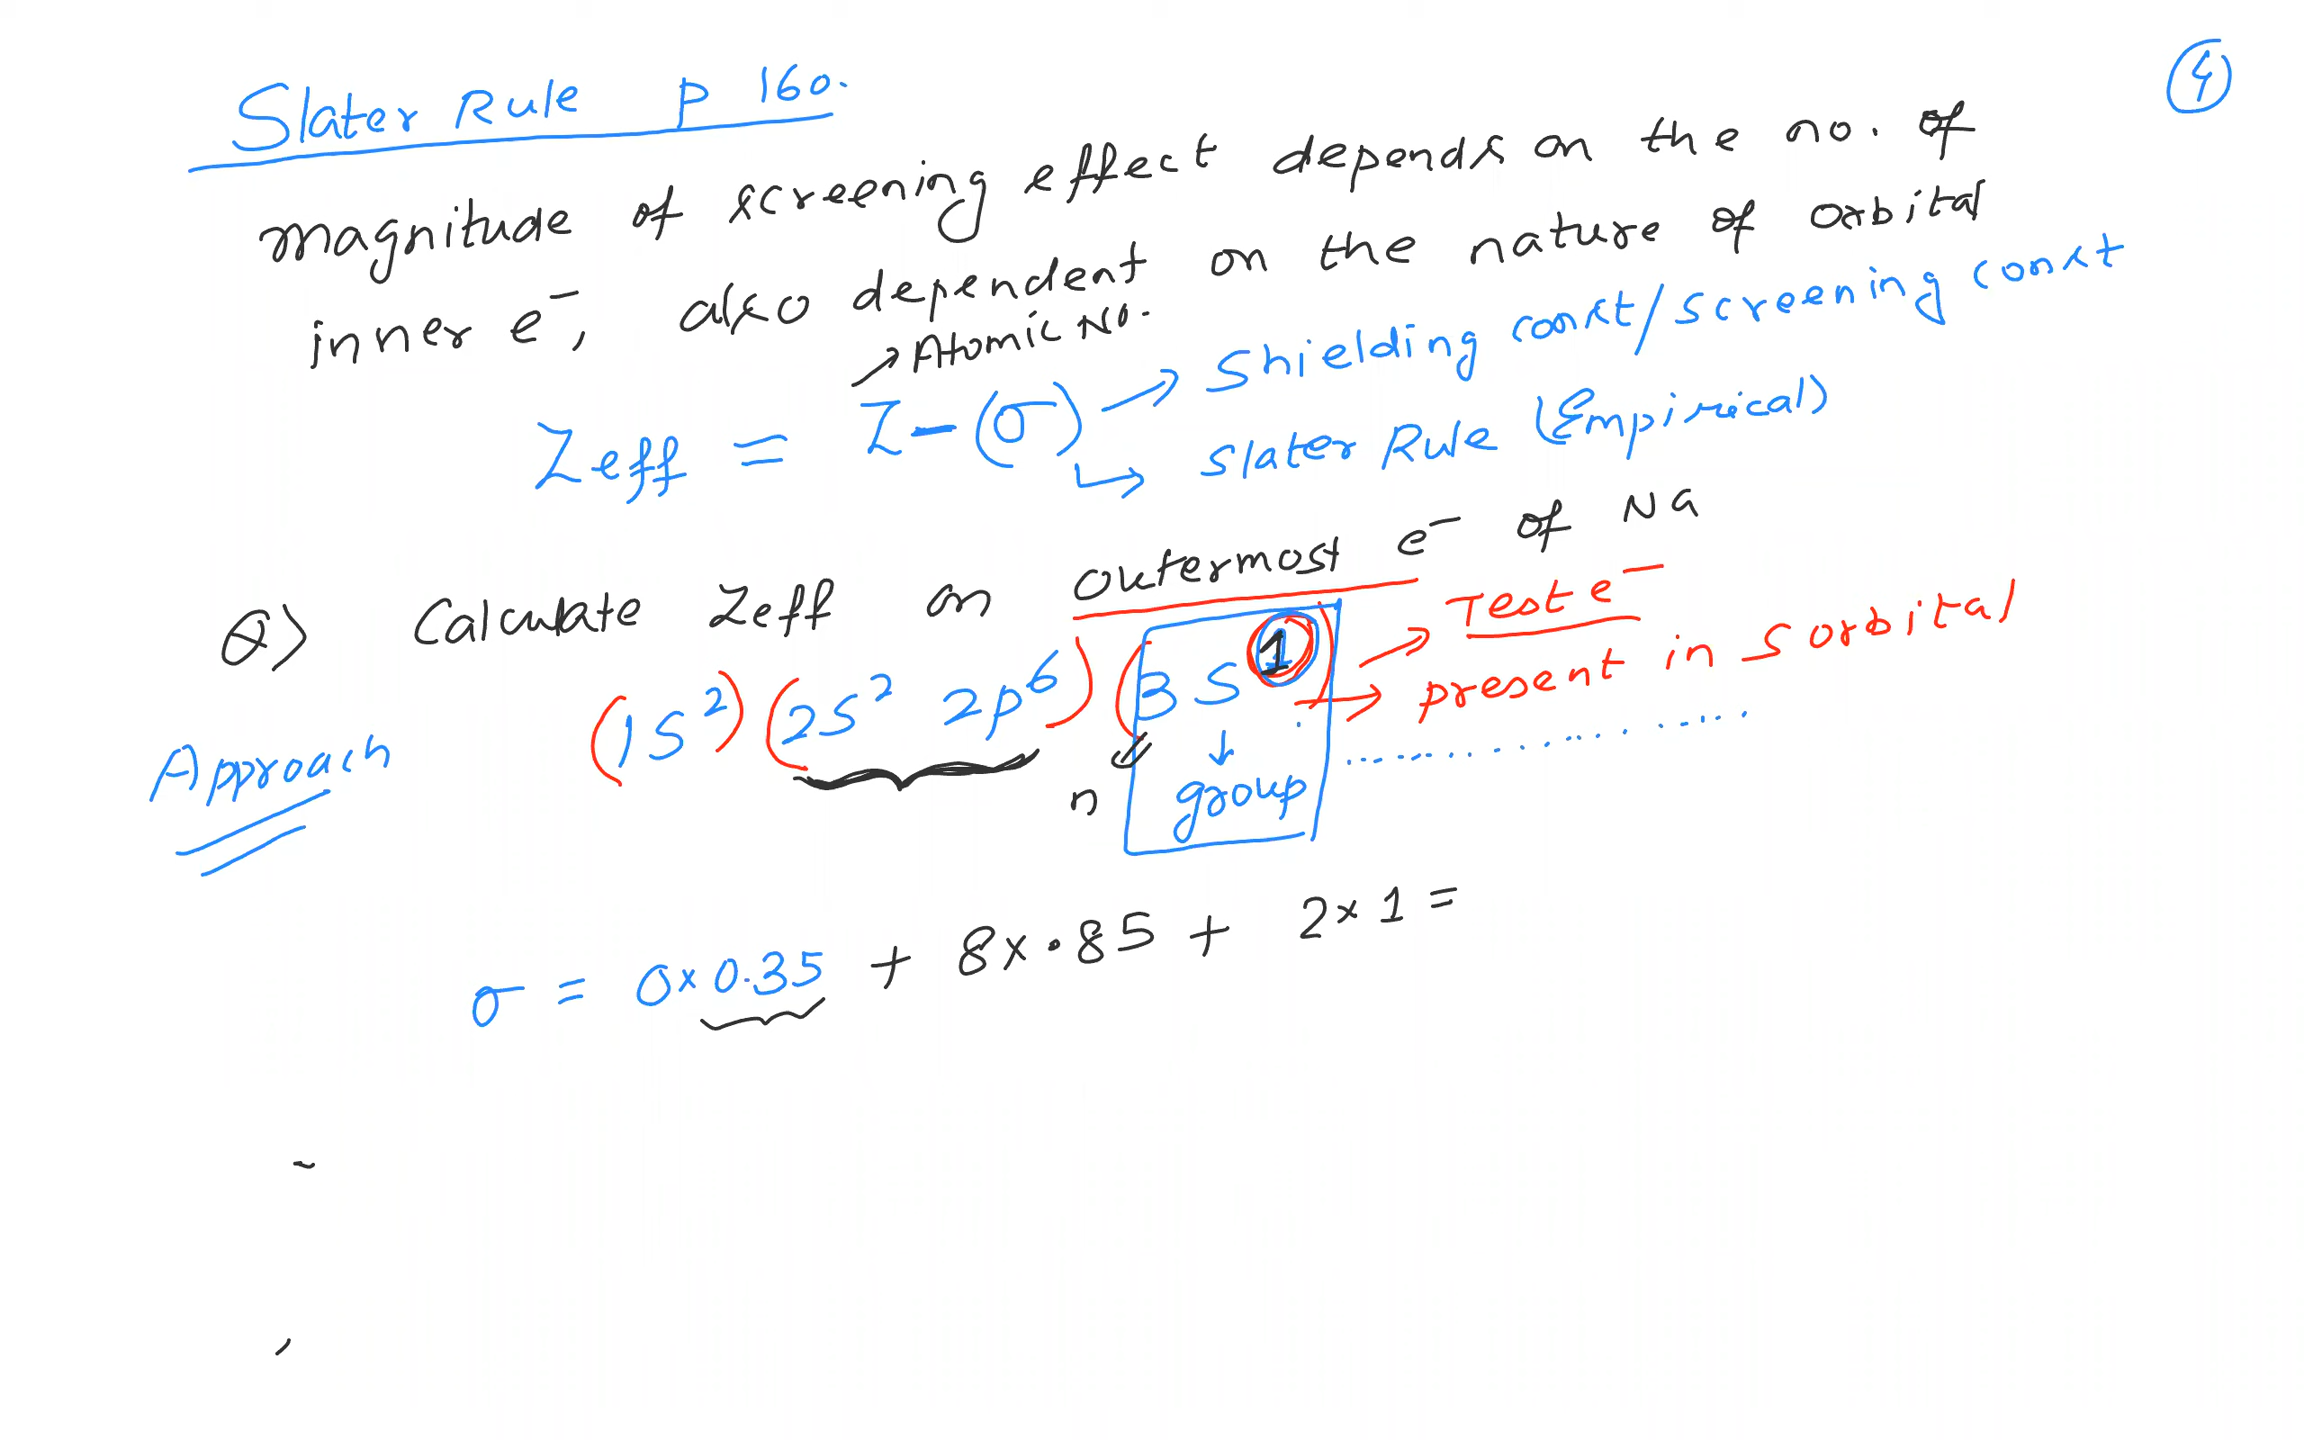 Slater Rule p 160.
4
magnitude of screening effect depends on the no. of
inner e⁻, also dependent on the nature of orbital
Atomic No.
Zeff = Z - (σ) → Shielding const/screening const
↳ Slater Rule (Empirical)
Q) Calculate Zeff on outermost e⁻ of Na
Approach (1s²) (2s² 2p⁶) (3s¹) → Test e⁻
→ present in s orbital
n
↓
group
σ = 0×0.35 + 8×.85 + 2×1 =